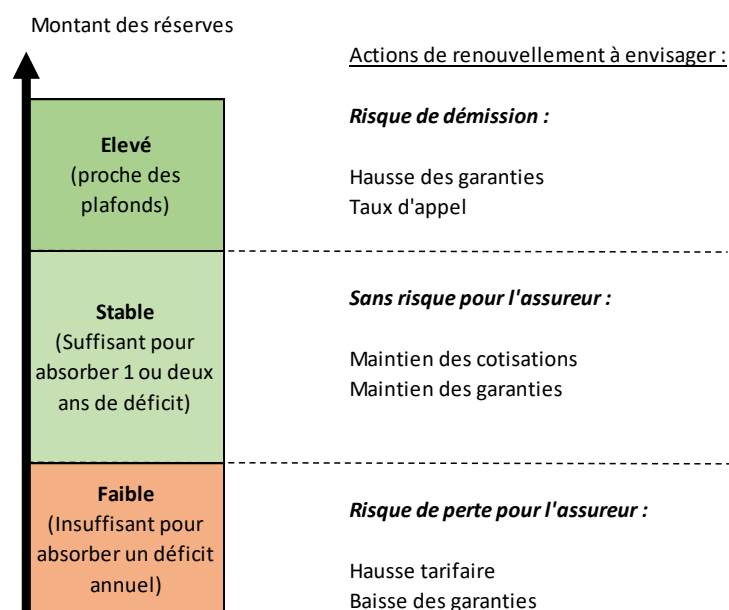 Montant des réserves
Actions de renouvellement à envisager :
Elevé
(proche des
plafonds)
Risque de démission :
Hausse des garanties
Taux d'appel
Stable
(Suffisant pour
absorber 1 ou deux
ans de déficit)
Sans risque pour l'assureur :
Maintien des cotisations
Maintien des garanties
Faible
(Insuffisant pour
absorber un déficit
annuel)
Risque de perte pour l'assureur :
Hausse tarifaire
Baisse des garanties